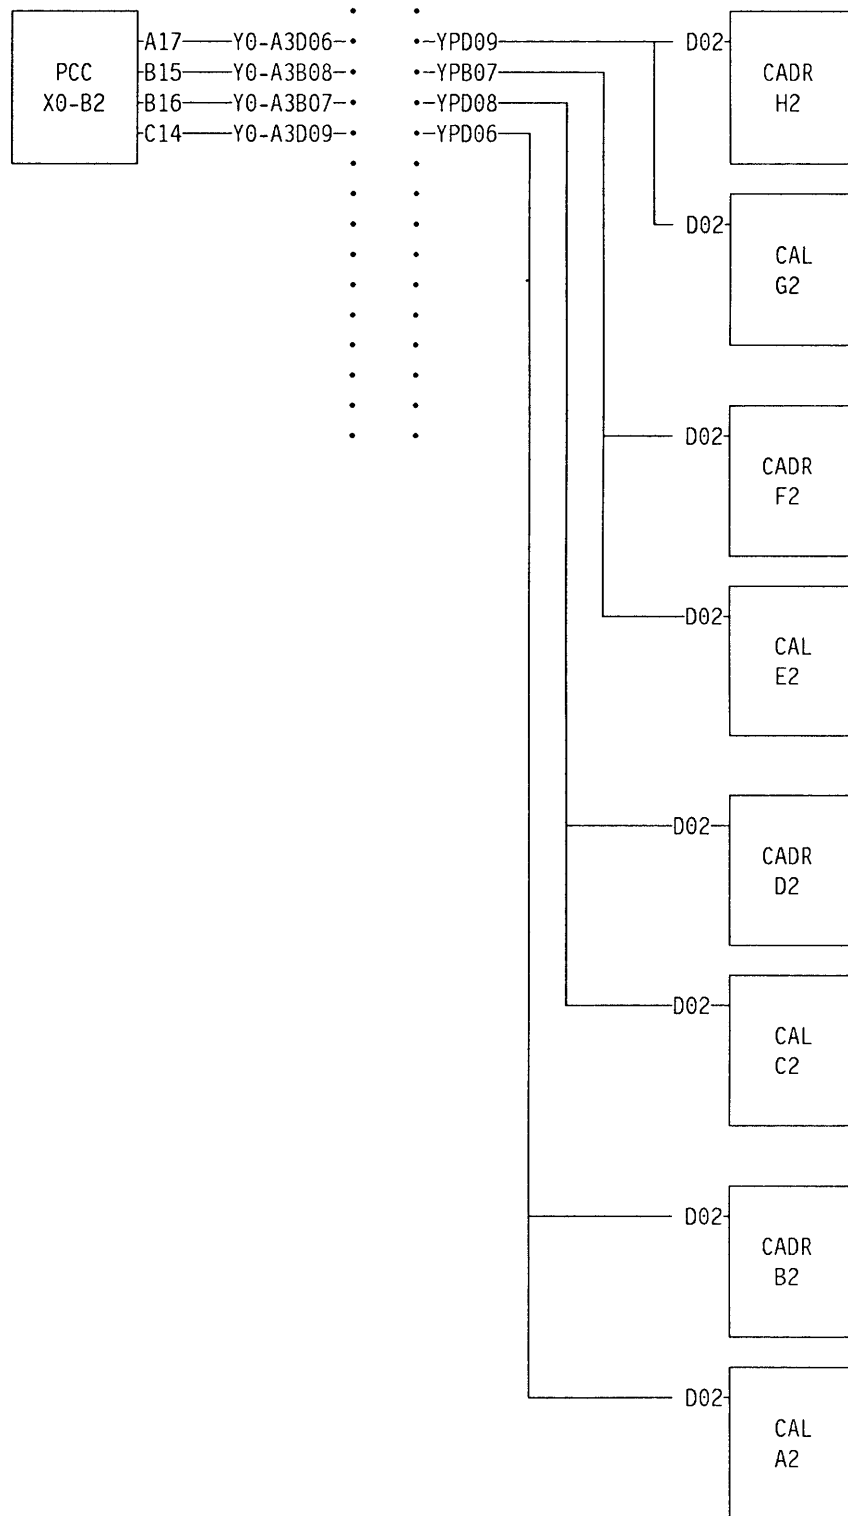 A17 Y0-A3D06 YPD09 D02
PCC B15 Y0-A3B08 YPB07 CADR
X0-B2 B16 Y0-A3B07 YPD08 H2
C14 Y0-A3D09 YPD06
D02
CAL
G2
D02
CADR
F2
D02
CAL
E2
D02
CADR
D2
D02
CAL
C2
D02
CADR
B2
D02
CAL
A2